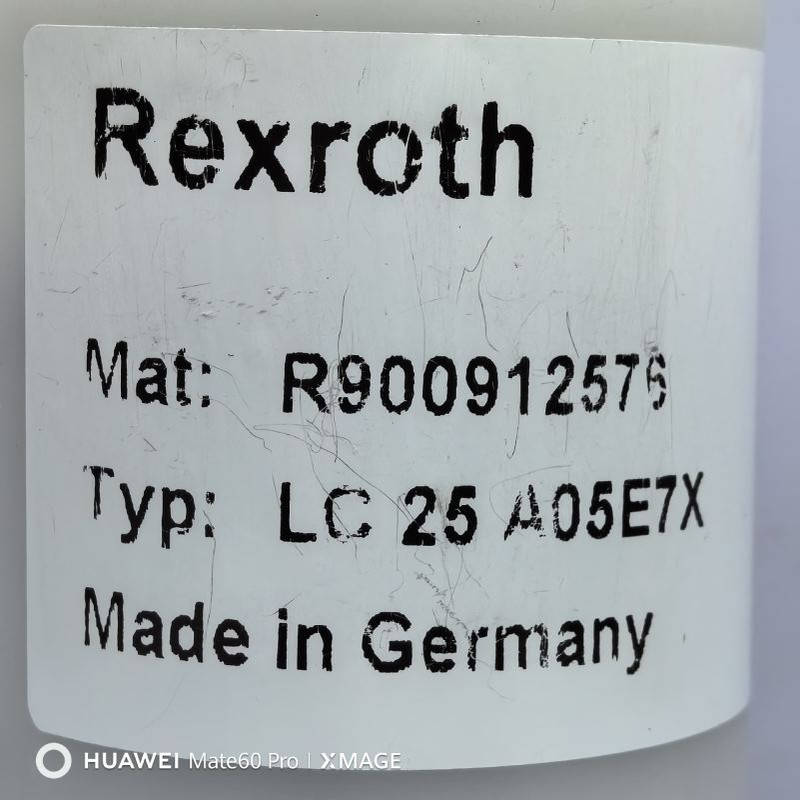 Rexroth
Mat: R900912576
Typ: LC 25 A05E7X
Made in Germany
HUAWEI Mate60 Pro | XMAGE